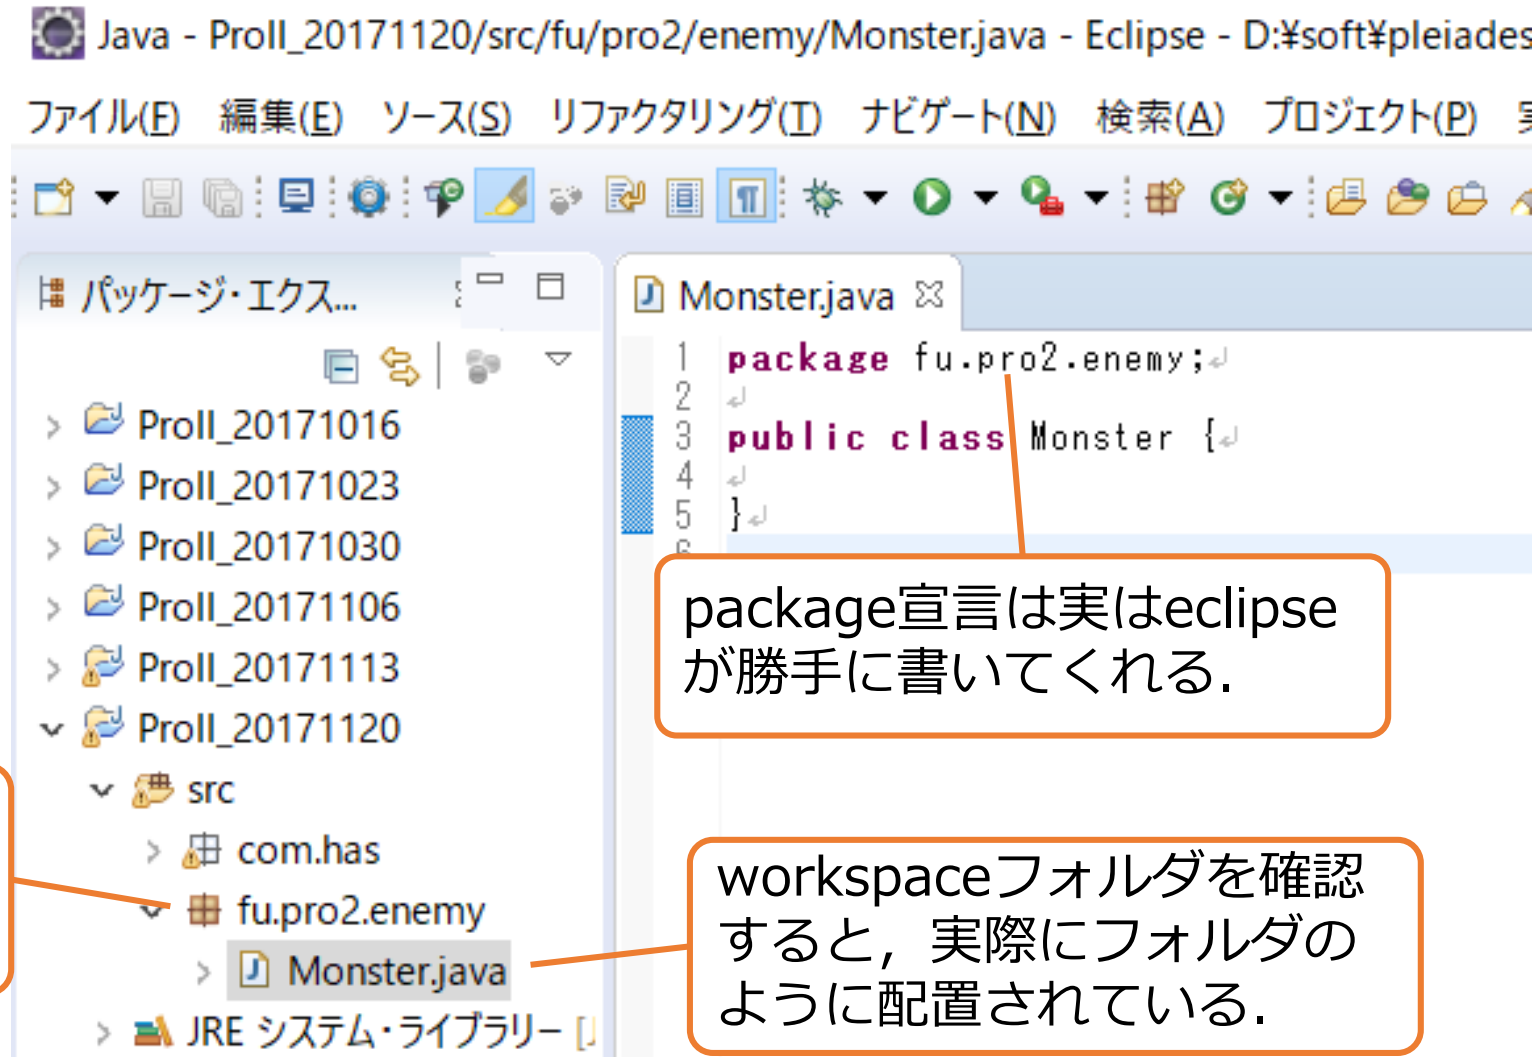 Java - ProII_20171120/src/fu/pro2/enemy/Monster.java - Eclipse - D:¥soft¥pleiades
ファイル(F) 編集(E) ソース(S) リファクタリング(T) ナビゲート(N) 検索(A) プロジェクト(P)
パッケージ・エクス...
Monster.java
1 package fu.pro2.enemy;
2
3 public class Monster {
4
5 }
6
ProII_20171016
ProII_20171023
ProII_20171030
ProII_20171106
ProII_20171113
ProII_20171120
src
com.has
fu.pro2.enemy
Monster.java
JRE システム・ライブラリー [
package宣言は実はeclipse
が勝手に書いてくれる.
workspaceフォルダを確認
すると, 実際にフォルダの
ように配置されている.